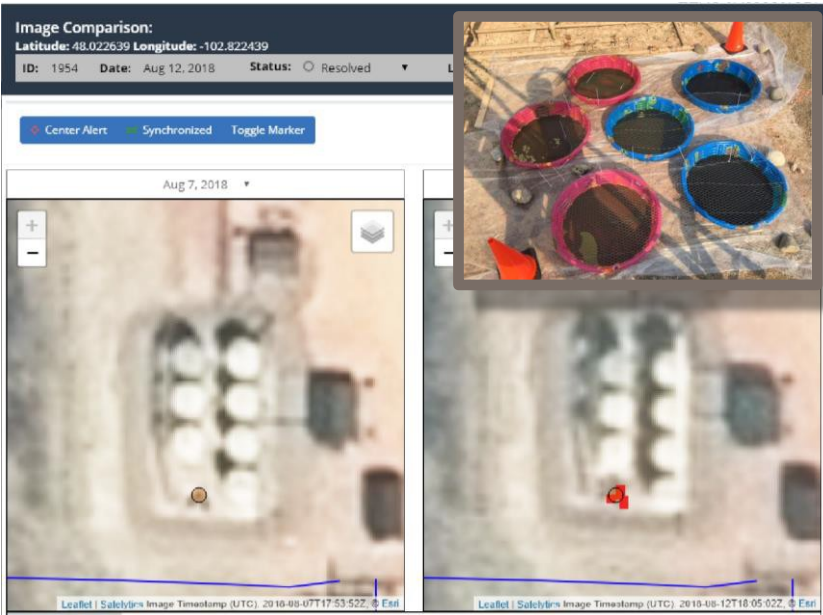 Image Comparison:
Latitude: 48.022639 Longitude: -102.822439
ID: 1954 Date: Aug 12, 2018 Status: Resolved
Center Alert Synchronized Toggle Marker
Aug 7, 2018
+
−
Leaflet | Satelytics Image Timestamp (UTC). 2018-08-07T17:53:52Z, © Esri
Leaflet | Satelytics Image Timestamp (UTC). 2018-08-12T18:05:02Z, © Esri